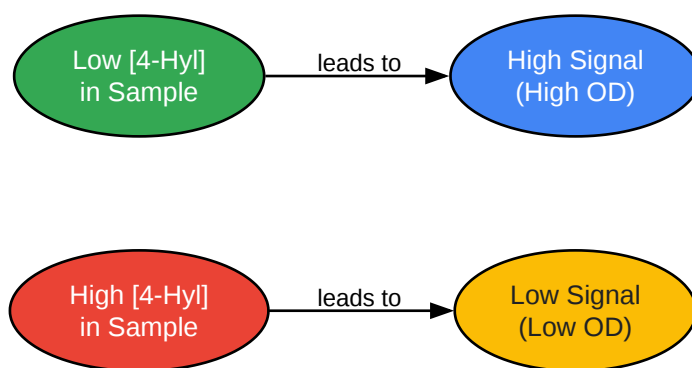 Low [4-Hyl]
in Sample
leads to
High Signal
(High OD)
High [4-Hyl]
in Sample
leads to
Low Signal
(Low OD)